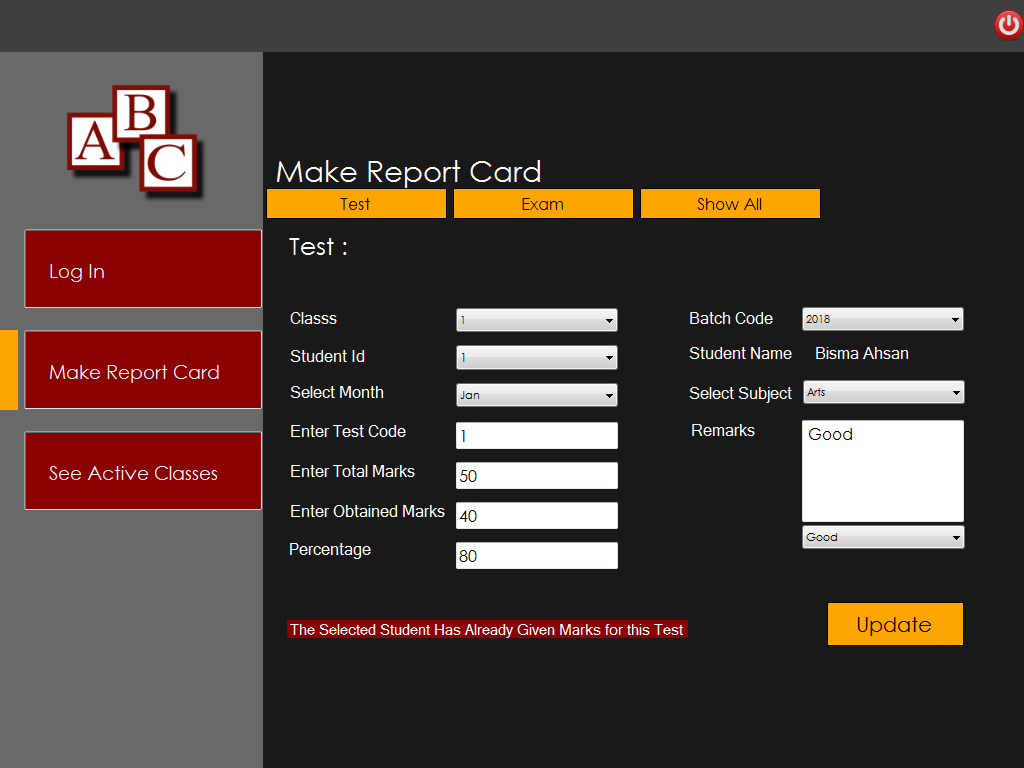 A B C
Log In
Make Report Card
See Active Classes
Make Report Card
Test Exam Show All
Test :
Classs 1 Batch Code 2018
Student Id 1 Student Name Bisma Ahsan
Select Month Jan Select Subject Arts
Enter Test Code 1 Remarks Good
Enter Total Marks 50
Enter Obtained Marks 40
Good
Percentage 80
The Selected Student Has Already Given Marks for this Test
Update